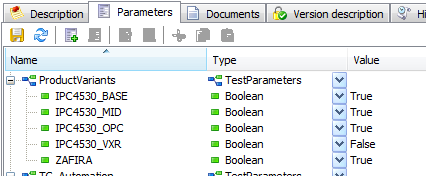 Description Parameters Documents Version description Hi
Name Type Value
ProductVariants TestParameters
IPC4530_BASE Boolean True
IPC4530_MID Boolean True
IPC4530_OPC Boolean True
IPC4530_VXR Boolean False
ZAFIRA Boolean True
TC_Automation TestParameters